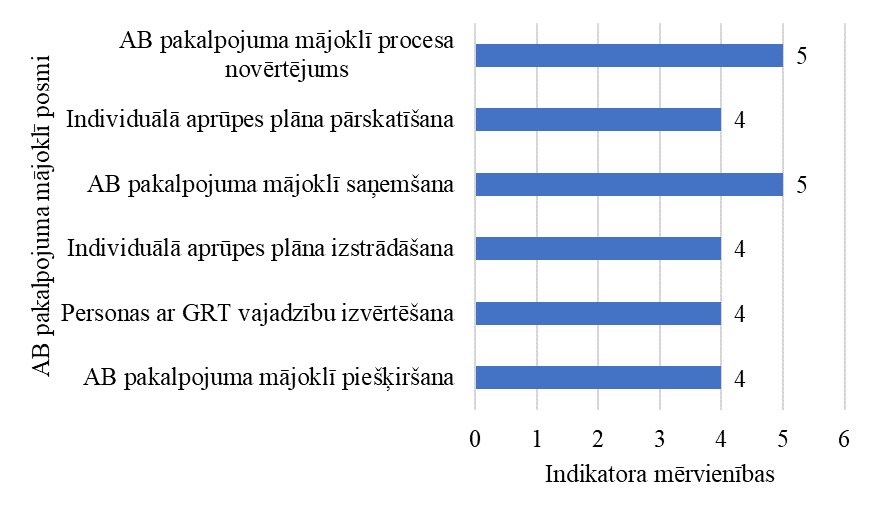 AB pakalpojuma mājoklī posmi
AB pakalpojuma mājoklī procesa
novērtējums
5
Individuālā aprūpes plāna pārskatīšana
4
AB pakalpojuma mājoklī saņemšana
5
Individuālā aprūpes plāna izstrādāšana
4
Personas ar GRT vajadzību izvērtēšana
4
AB pakalpojuma mājoklī piešķiršana
4
0 1 2 3 4 5 6
Indikatora mērvienības